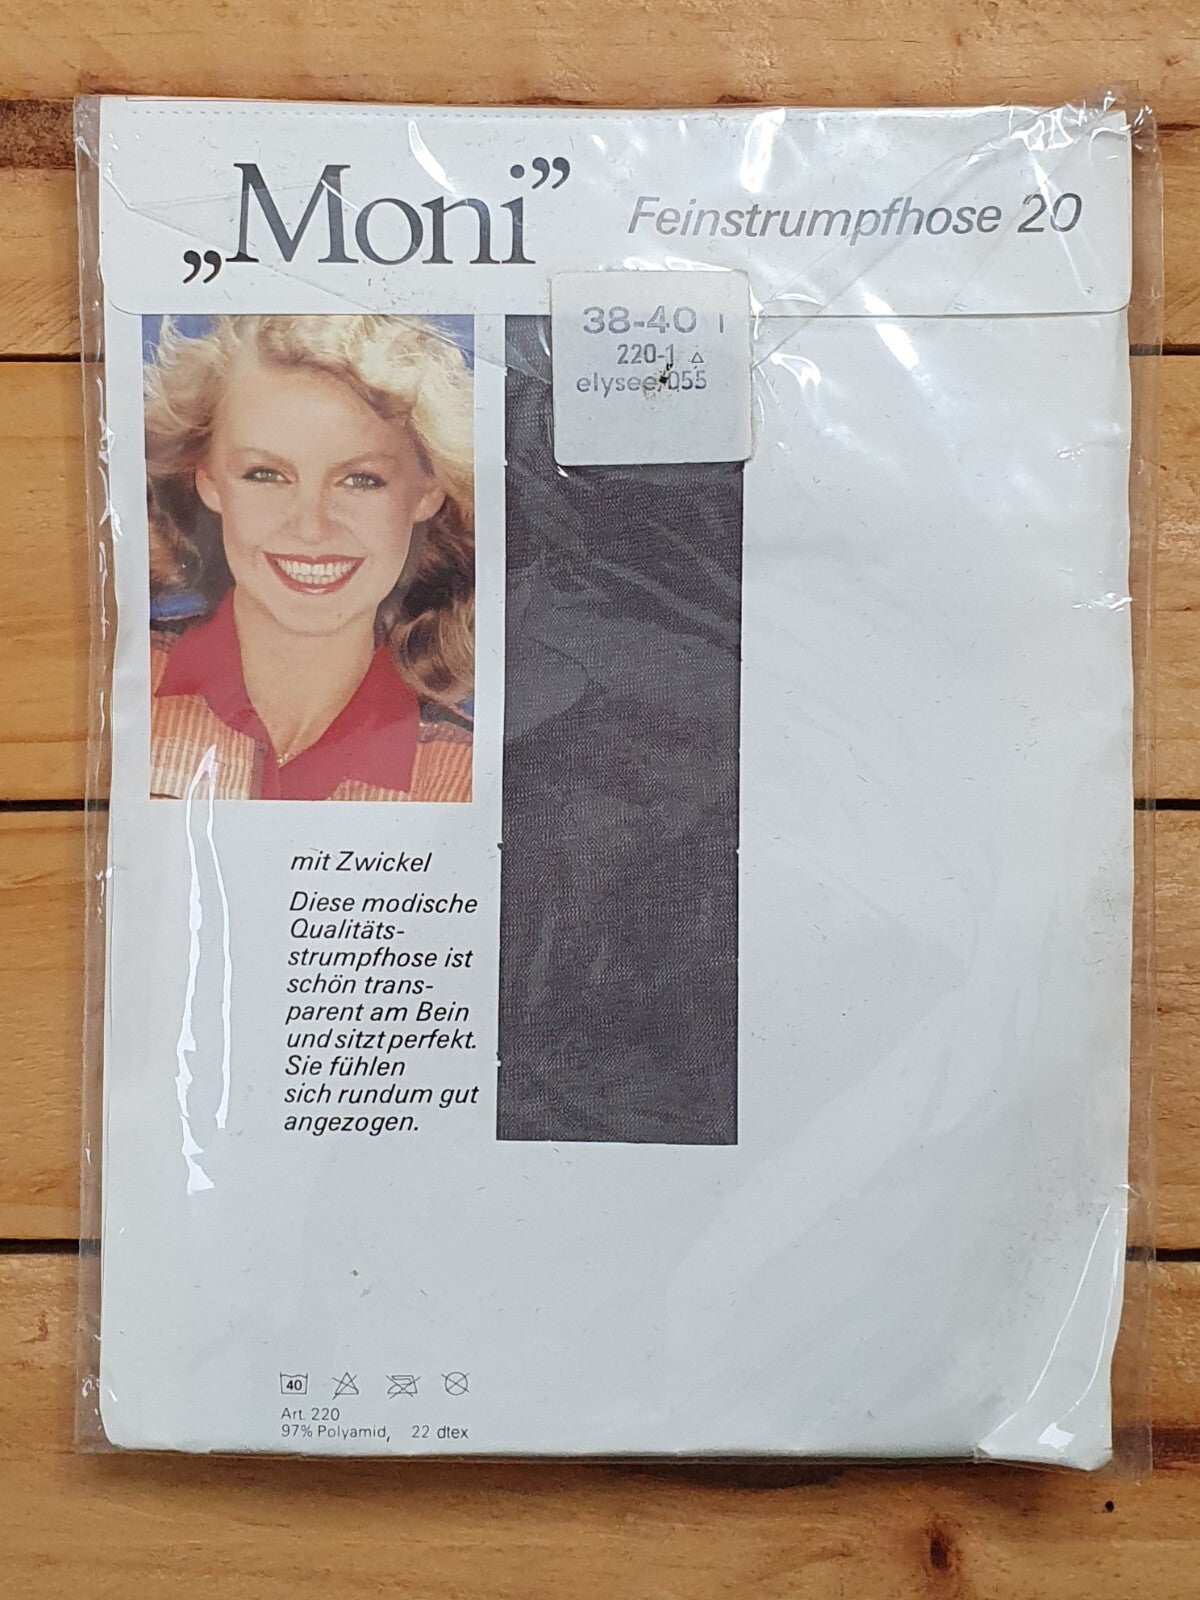 „Moni”
Feinstrumpfhose 20
38-40 I
220-1 △
elysee 055
mit Zwickel
Diese modische
Qualitäts-
strumpfhose ist
schön trans-
parent am Bein
und sitzt perfekt.
Sie fühlen
sich rundum gut
angezogen.
40
Art. 220
97% Polyamid, 22 dtex